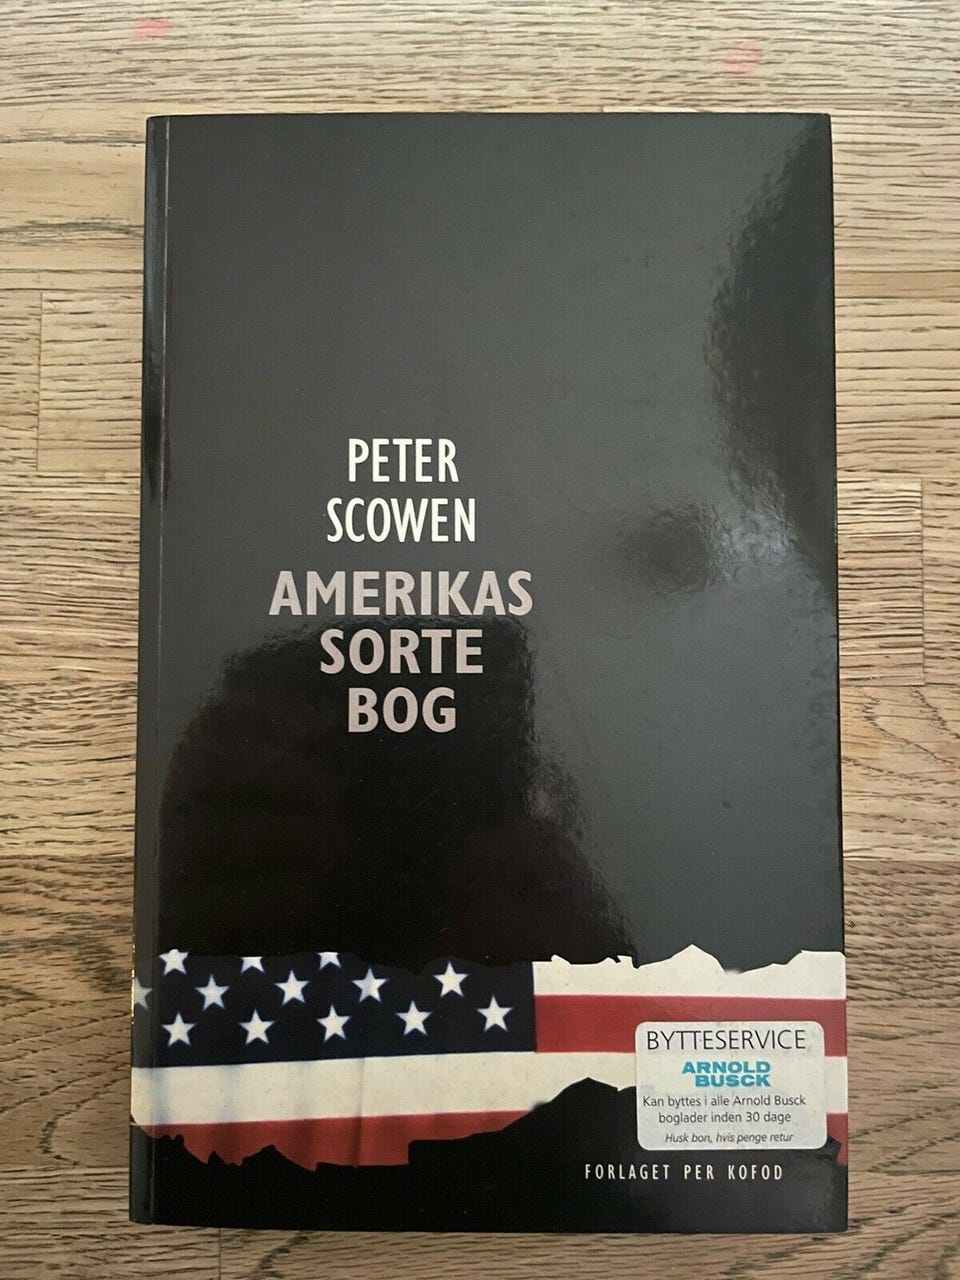 PETER
SCOWEN
AMERIKAS
SORTE
BOG
BYTTESERVICE
ARNOLD
BUSCK
Kan byttes i alle Arnold Busck
boglader inden 30 dage
Husk bon, hvis penge retur
FORLAGET PER KOFOD